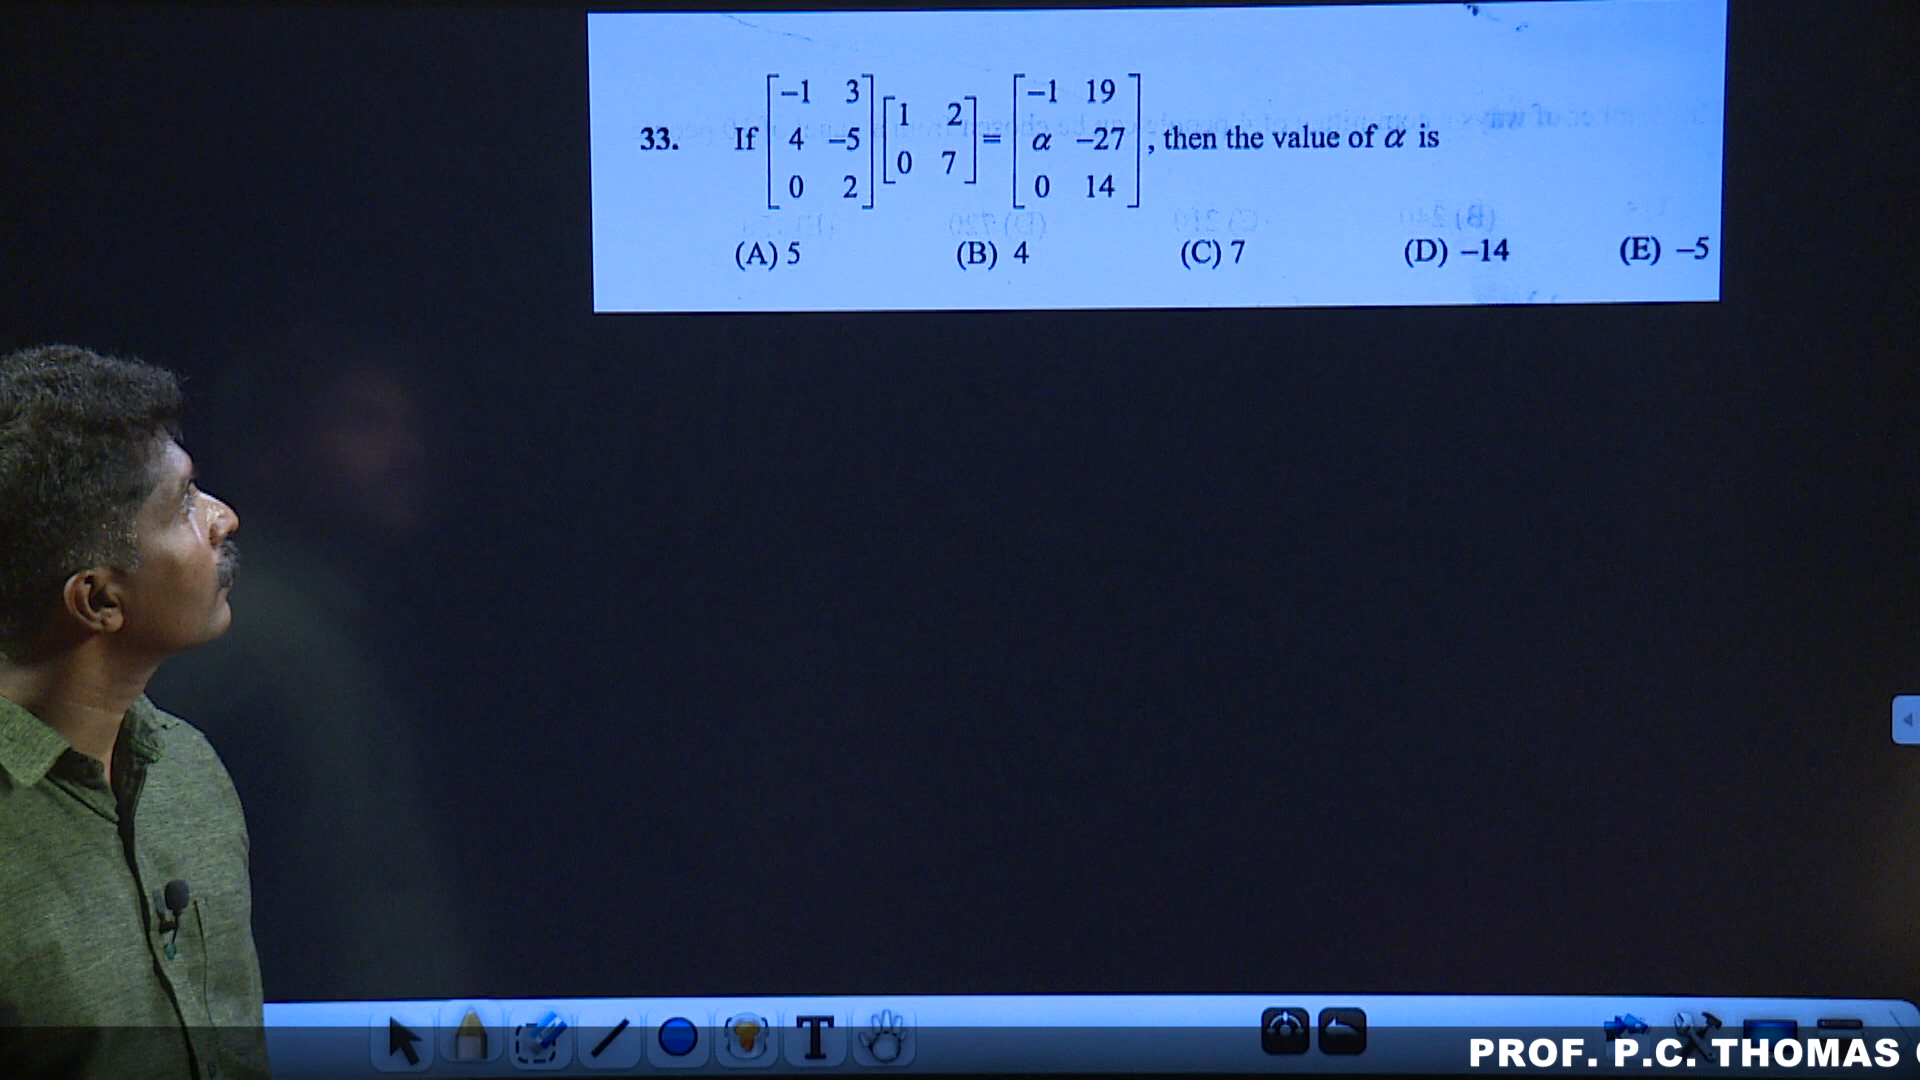 33. If [−1 3 4 −5 0 2] [1 2 0 7] = [−1 19 α −27 0 14], then the value of α is
(A) 5 (B) 4 (C) 7 (D) −14 (E) −5
T
PROF. P.C. THOMAS